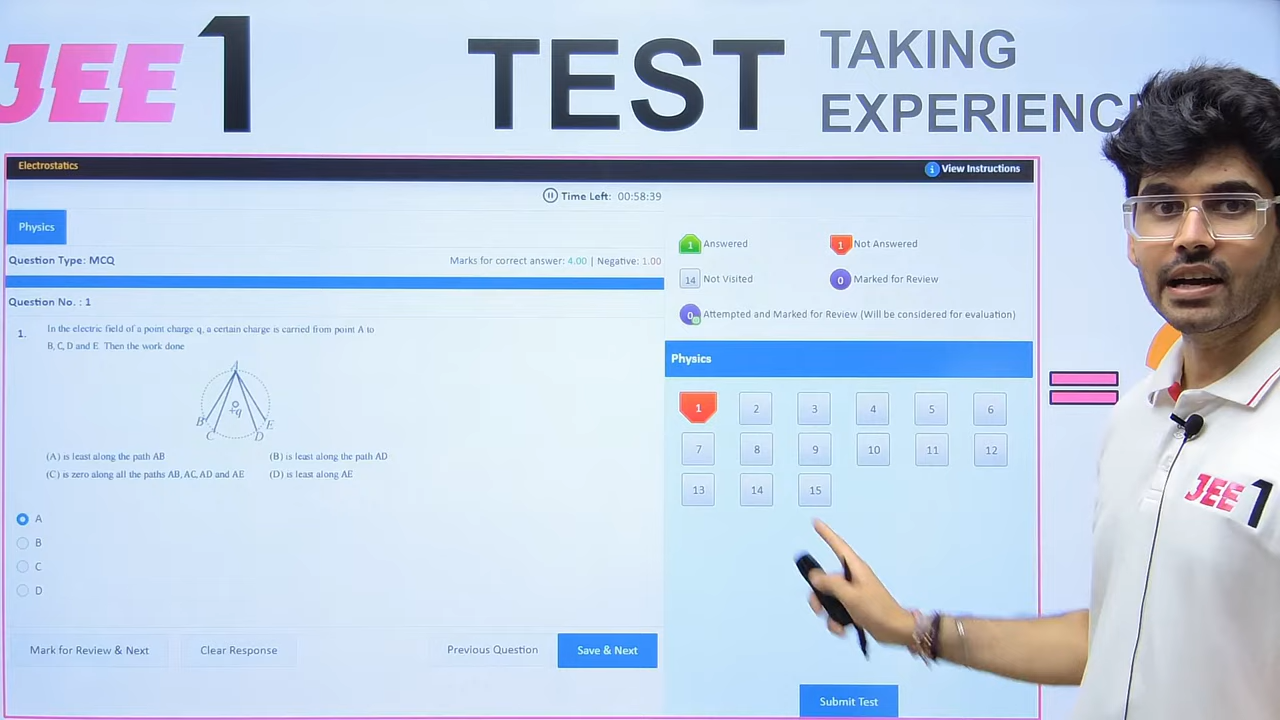 JEE 1
TEST
TAKING
EXPERIENC
Electrostatics
i View Instructions
Time Left: 00:58:39
Physics
Question Type: MCQ
Marks for correct answer: 4.00 | Negative: 1.00
Question No. : 1
1. In the electric field of a point charge q, a certain charge is carried from point A to
B, C, D and E. Then the work done
A
+q
B
E
C
D
(A) is least along the path AB
(B) is least along the path AD
(C) is zero along all the paths AB, AC, AD and AE
(D) is least along AE
A
B
C
D
Mark for Review & Next
Clear Response
Previous Question
Save & Next
1 Answered
1 Not Answered
14 Not Visited
0 Marked for Review
0 Attempted and Marked for Review (Will be considered for evaluation)
Physics
1 2 3 4 5 6
7 8 9 10 11 12
13 14 15
Submit Test
JEE 1